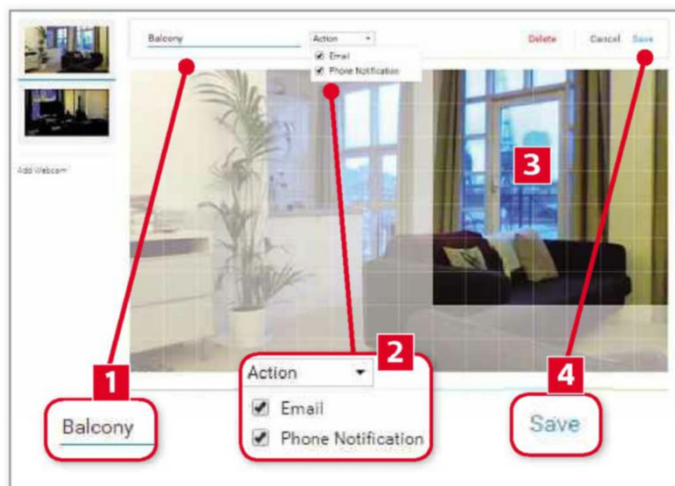 Balcony
Action
Delete
Cancel
Save
Email
Phone Notification
Add Webcam
3
1
2
4
Balcony
Action
Email
Phone Notification
Save